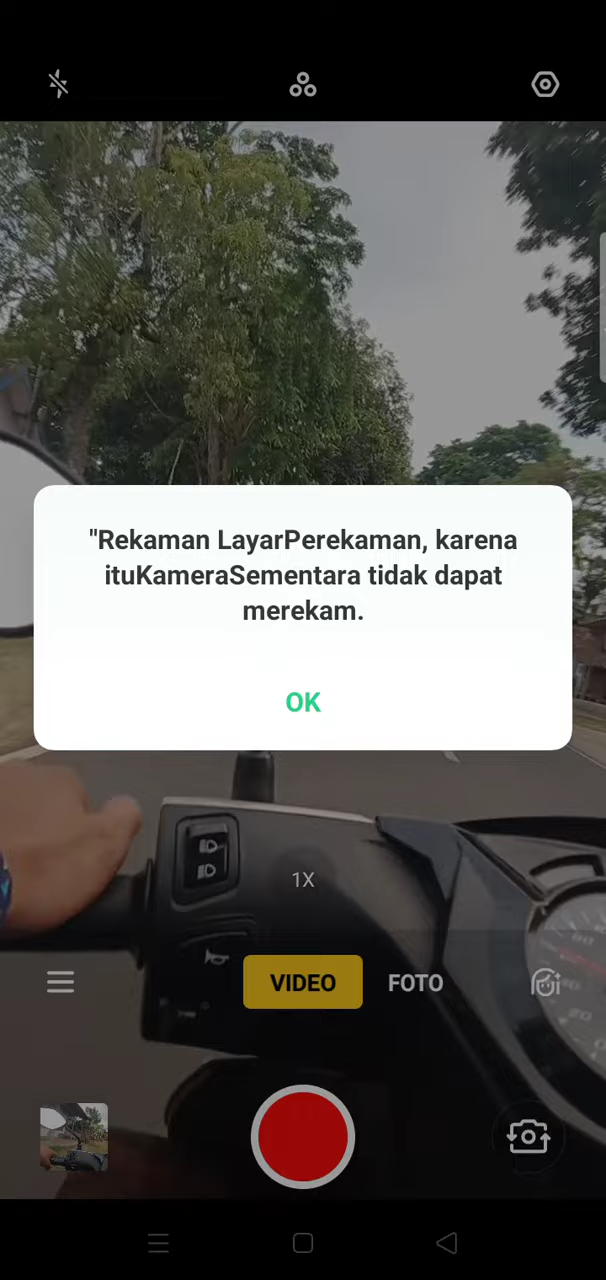 "Rekaman LayarPerekaman, karena
ituKameraSementara tidak dapat
merekam.
OK
1X
VIDEO
FOTO